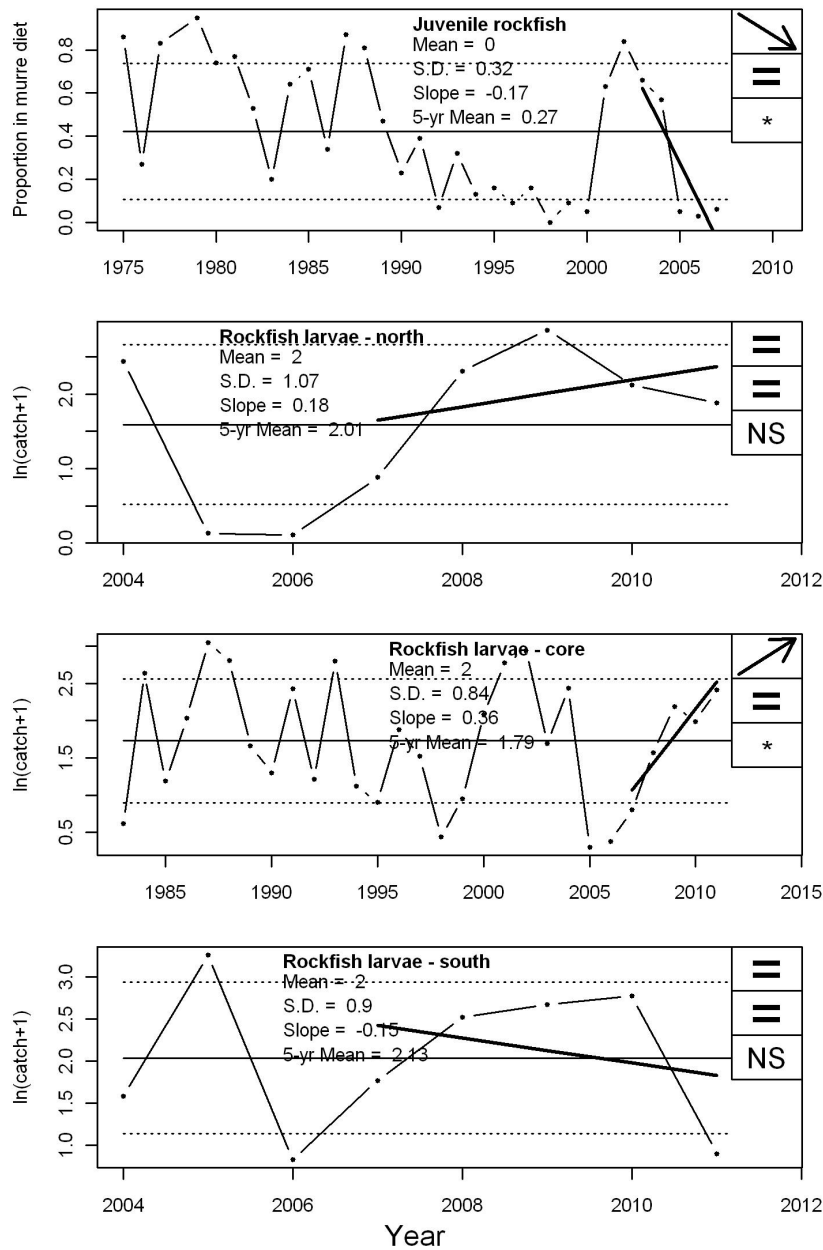 Juvenile rockfish
Mean = 0
S.D. = 0.32
Slope = -0.17
5-yr Mean = 0.27
=
*
Proportion in murre diet
0.8
0.6
0.4
0.2
0.0
1975 1980 1985 1990 1995 2000 2005 2010
Rockfish larvae - north
Mean = 2
S.D. = 1.07
Slope = 0.18
5-yr Mean = 2.01
=
=
NS
ln(catch+1)
2.0
1.0
0.0
2004 2006 2008 2010 2012
Rockfish larvae - core
Mean = 2
S.D. = 0.84
Slope = 0.36
5-yr Mean = 1.79
=
*
ln(catch+1)
2.5
1.5
0.5
1985 1990 1995 2000 2005 2010 2015
Rockfish larvae - south
Mean = 2
S.D. = 0.9
Slope = -0.15
5-yr Mean = 2.13
=
=
NS
ln(catch+1)
3.0
2.5
2.0
1.5
1.0
2004 2006 2008 2010 2012
Year